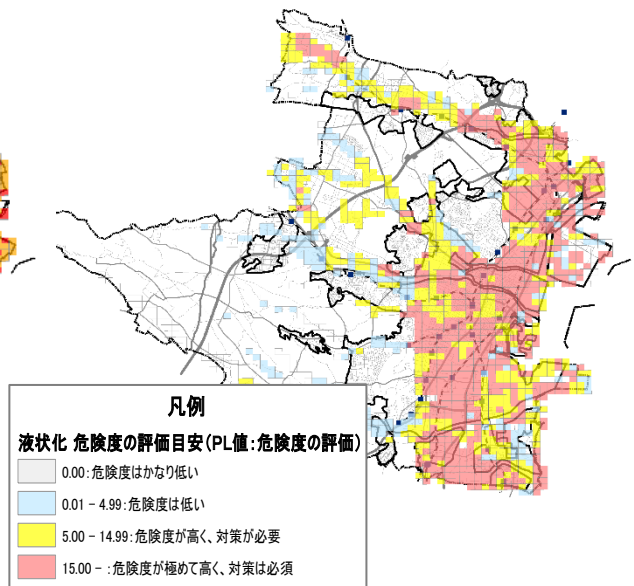 凡例
液状化 危険度の評価目安(PL値:危険度の評価)
0.00:危険度はかなり低い
0.01 - 4.99:危険度は低い
5.00 - 14.99:危険度が高く、対策が必要
15.00 - :危険度が極めて高く、対策は必須